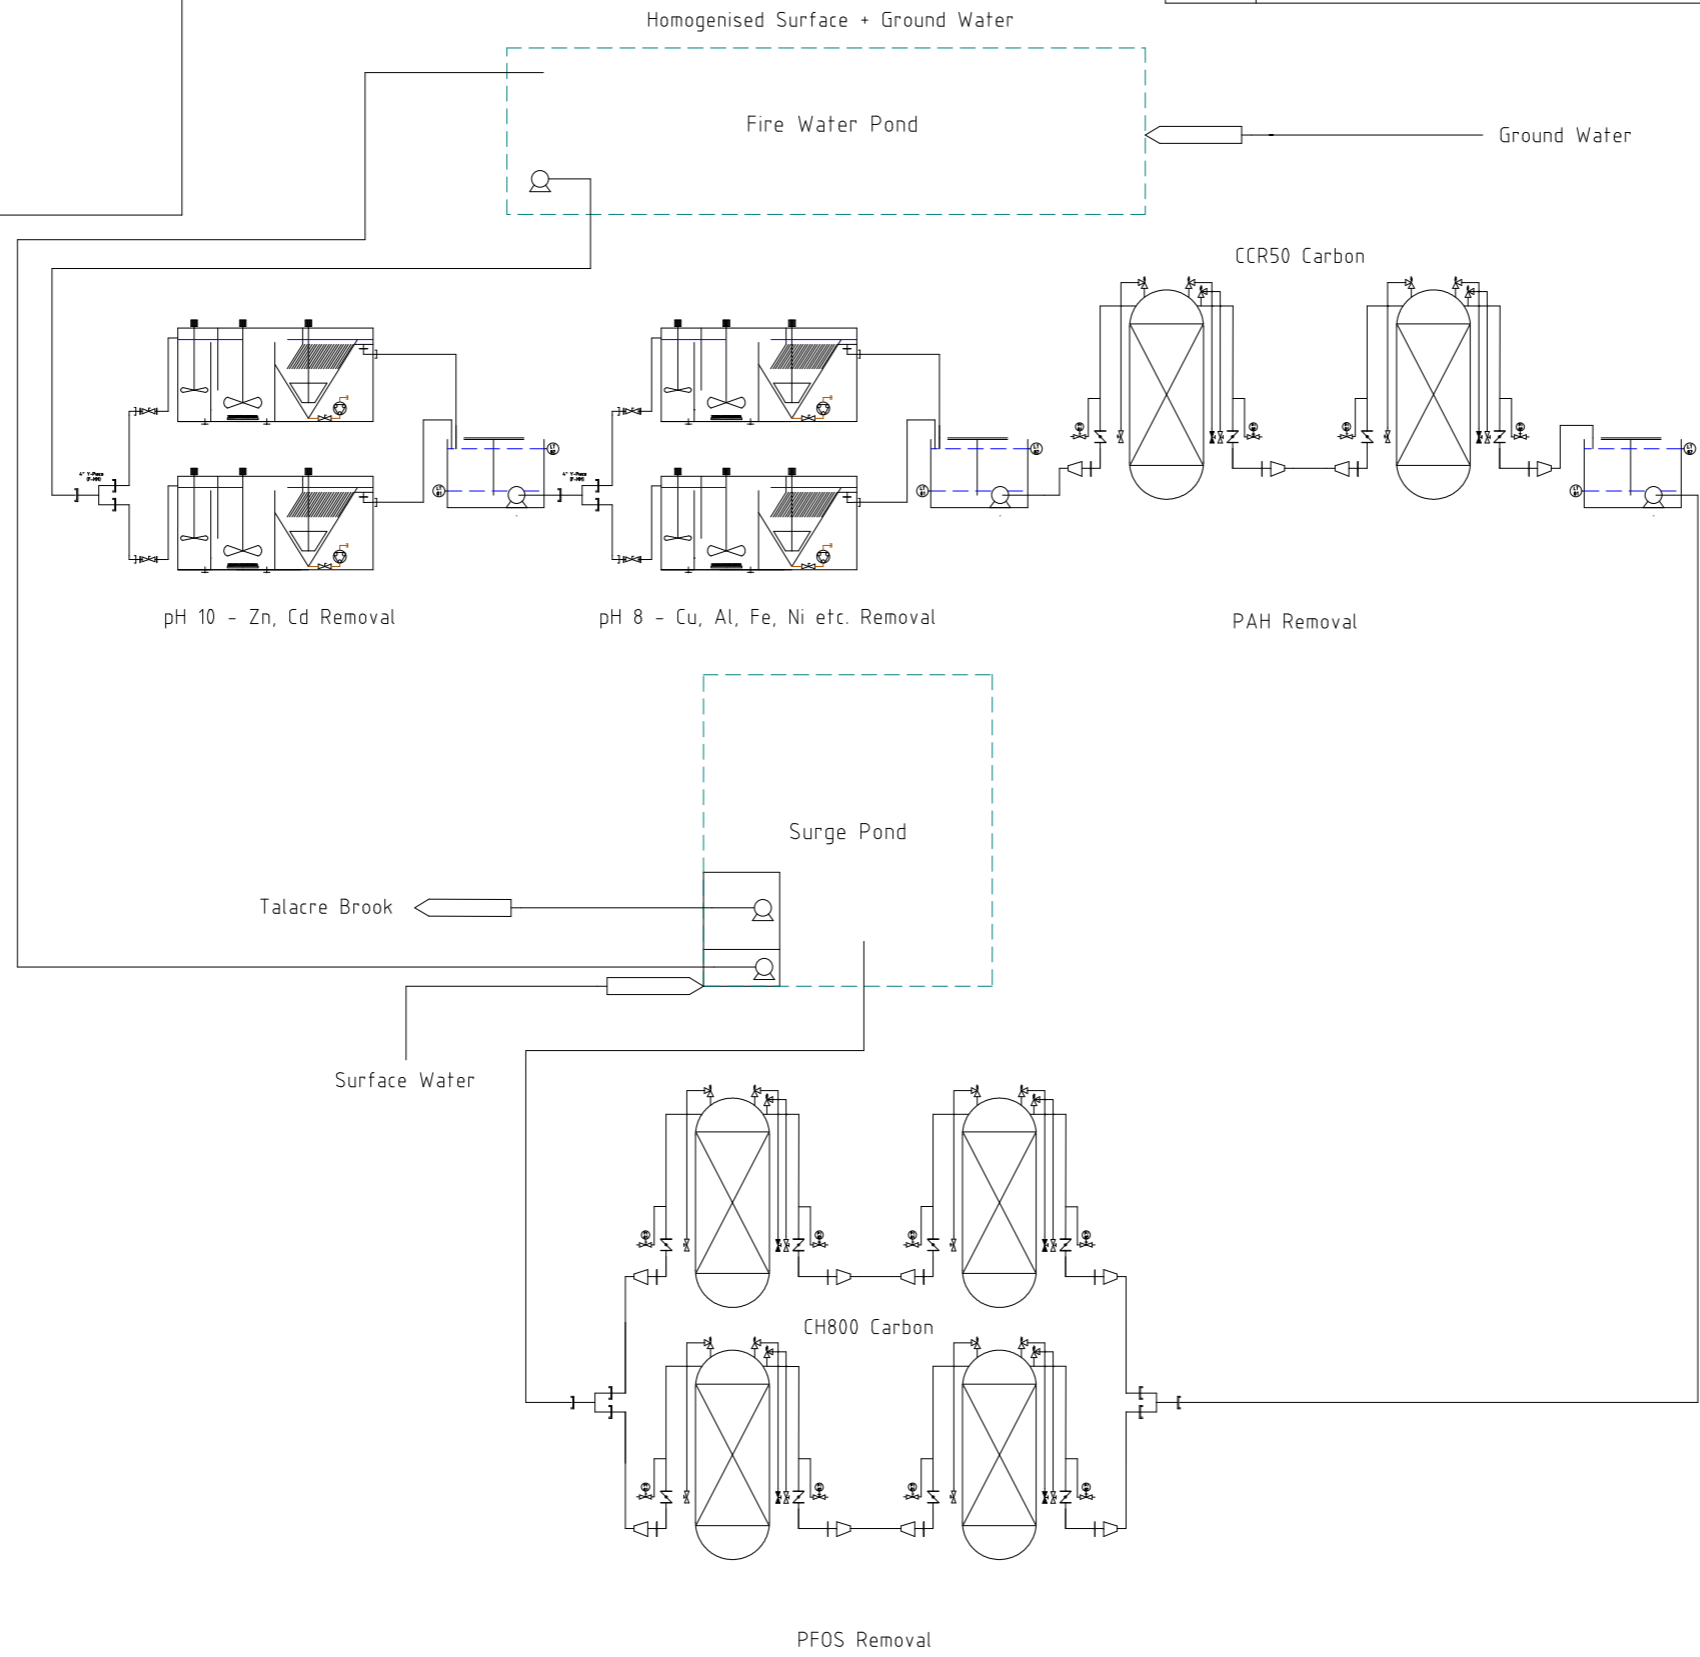 Homogenised Surface + Ground Water
Fire Water Pond
Ground Water
CCR50 Carbon
pH 10 - Zn, Cd Removal
pH 8 - Cu, Al, Fe, Ni etc. Removal
PAH Removal
Surge Pond
Talacre Brook
Surface Water
CH800 Carbon
PFOS Removal